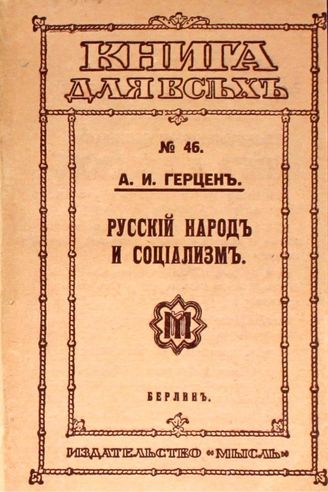 КНИГА
ДЛЯ ВСѢХЪ
№ 46.
А. И. ГЕРЦЕНЪ.
РУССКІЙ НАРОДЪ
И СОЦІАЛИЗМЪ.
М
БЕРЛИНЪ.
ИЗДАТЕЛЬСТВО «МЫСЛЬ»